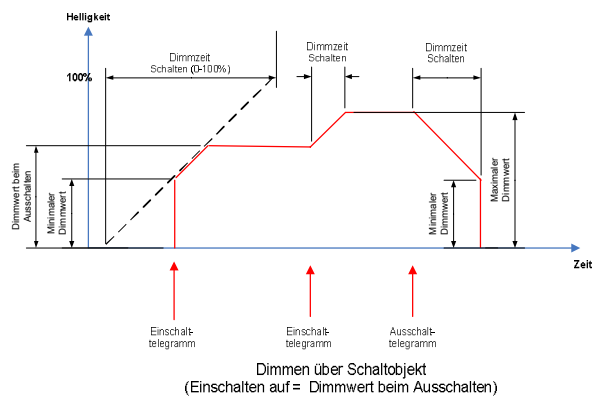 Helligkeit
Dimmzeit
Schalten (0-100%)
Dimmzeit
Schalten
Dimmzeit
Schalten
100%
Dimmwert beim
Ausschalten
Minimaler
Dimmwert
Minimaler
Dimmwert
Maximaler
Dimmwert
Zeit
Einschalt-
telegramm
Einschalt-
telegramm
Ausschalt-
telegramm
Dimmen über Schaltobjekt
(Einschalten auf = Dimmwert beim Ausschalten)